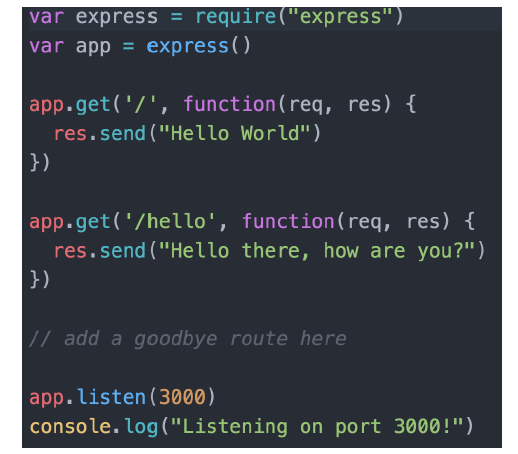 var express = require("express")
var app = express()
app.get('/', function(req, res) {
  res.send("Hello World")
})
app.get('/hello', function(req, res) {
  res.send("Hello there, how are you?")
})
// add a goodbye route here
app.listen(3000)
console.log("Listening on port 3000!")